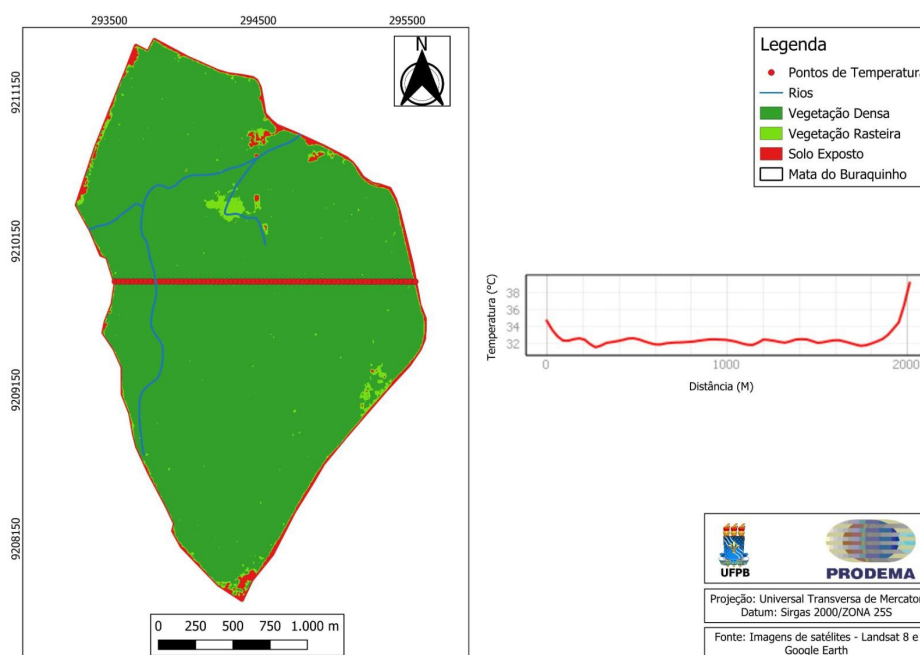 293500 294500 295500
9211150
9210150
9209150
9208150
N
0 250 500 750 1.000 m
Legenda
Pontos de Temperatura
Rios
Vegetação Densa
Vegetação Rasteira
Solo Exposto
Mata do Buraquinho
Temperatura (°C)
38
36
34
32
0 1000 2000
Distância (M)
UFPB
PRODEMA
Projeção: Universal Transversa de Mercator
Datum: Sirgas 2000/ZONA 25S
Fonte: Imagens de satélites - Landsat 8 e
Google Earth